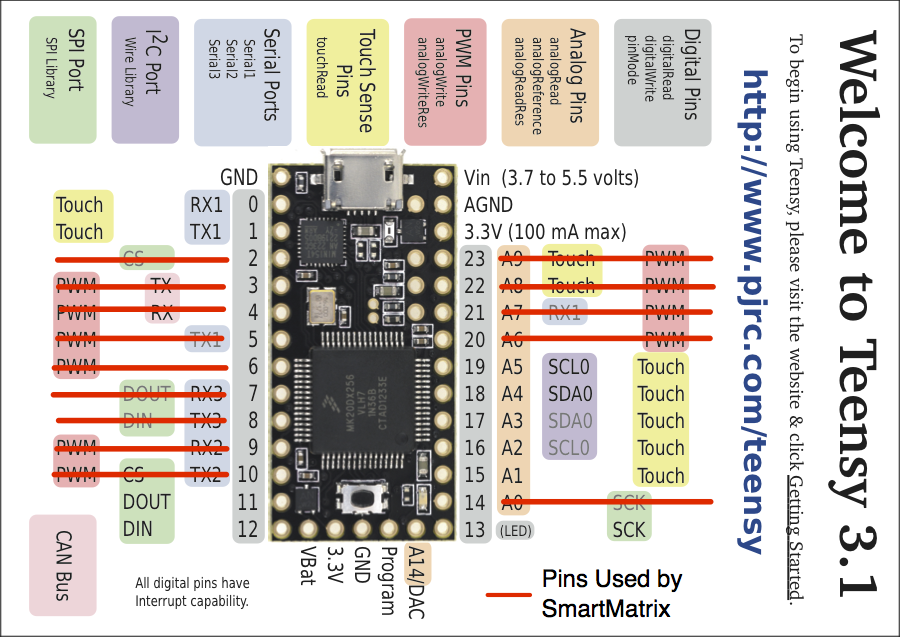 SPI Port
SPI Library
I2C Port
Wire Library
Serial Ports
Serial1
Serial2
Serial3
Touch Sense
Pins
touchRead
PWM Pins
analogWrite
analogWriteRes
Analog Pins
analogRead
analogReference
analogReadRes
Digital Pins
digitalRead
digitalWrite
pinMode
Welcome to Teensy 3.1
To begin using Teensy, please visit the website & click Getting Started.
http://www.pjrc.com/teensy
GND
Touch RX1 0
Touch TX1 1
CS 2
PWM TX 3
PWM RX 4
PWM TX1 5
PWM 6
DOUT RX3 7
DIN TX3 8
PWM RX2 9
PWM CS TX2 10
DOUT 11
DIN 12
MK20DX256
VLH7
1N36B
CTAD1233E
Vin (3.7 to 5.5 volts)
AGND
3.3V (100 mA max)
23 A9 Touch PWM
22 A8 Touch PWM
21 A7 RX1 PWM
20 A6 PWM
19 A5 SCL0 Touch
18 A4 SDA0 Touch
17 A3 SDA0 Touch
16 A2 SCL0 Touch
15 A1 Touch
14 A0 SCK
13 (LED) SCK
VBat
3.3V
GND
Program
A14/DAC
CAN Bus
All digital pins have
Interrupt capability.
Pins Used by
SmartMatrix